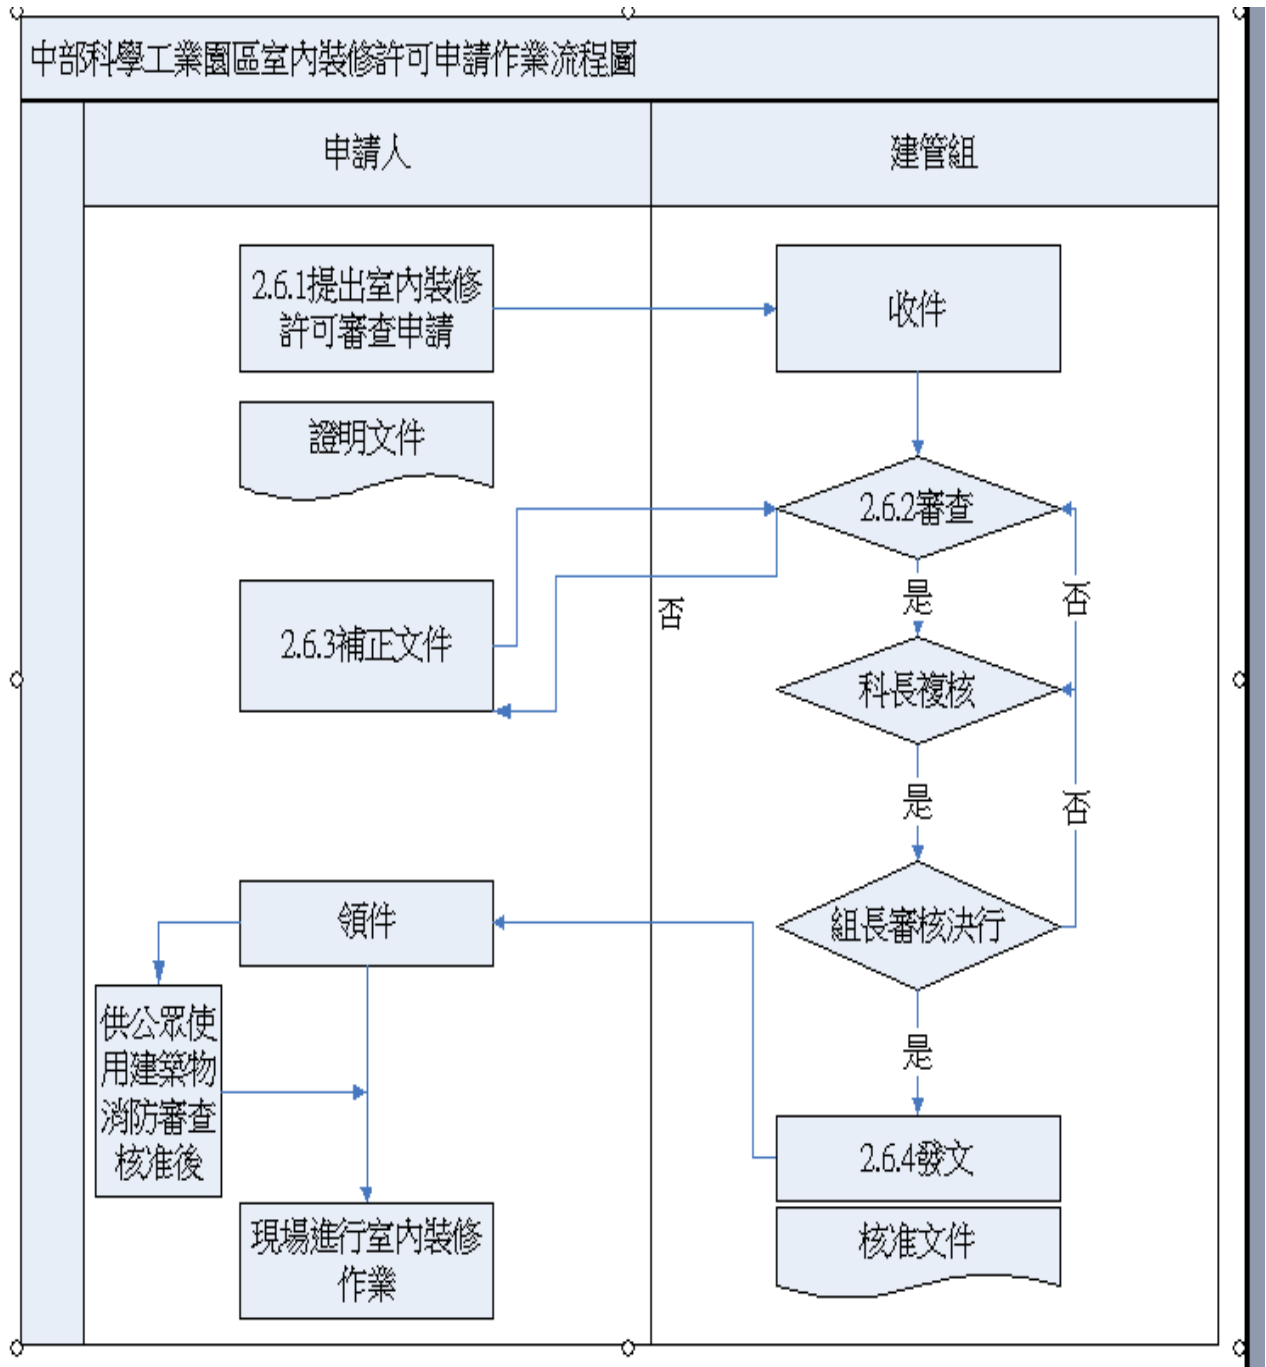 中部科學工業園區室內裝修許可申請作業流程圖
申請人
建管組
2.6.1提出室內裝修
許可審查申請
收件
證明文件
2.6.2審查
是
否
否
2.6.3補正文件
科長複核
是
否
領件
組長審核決行
供公眾使
用建築物
消防審查
核准後
是
2.6.4發文
現場進行室內裝修
作業
核准文件